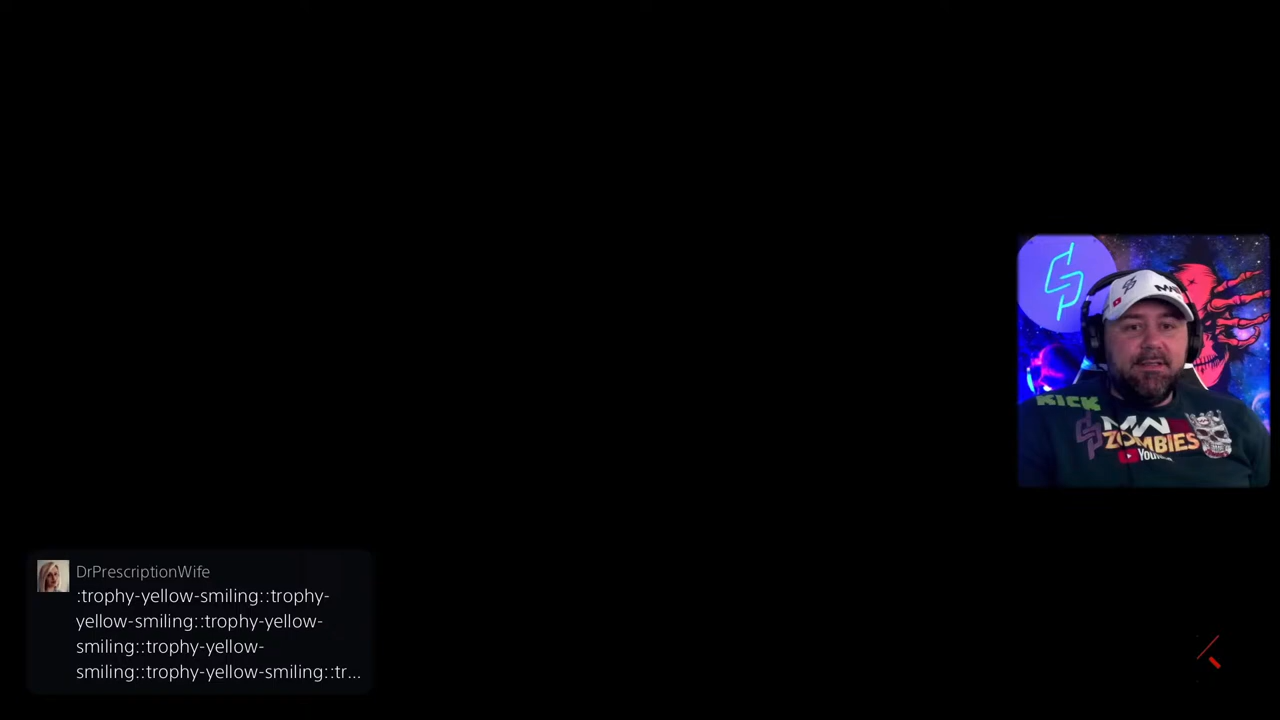 DrPrescriptionWife
:trophy-yellow-smiling::trophy-
yellow-smiling::trophy-yellow-
smiling::trophy-yellow-
smiling::trophy-yellow-smiling::tr...
KICK
MW
ZOMBIES